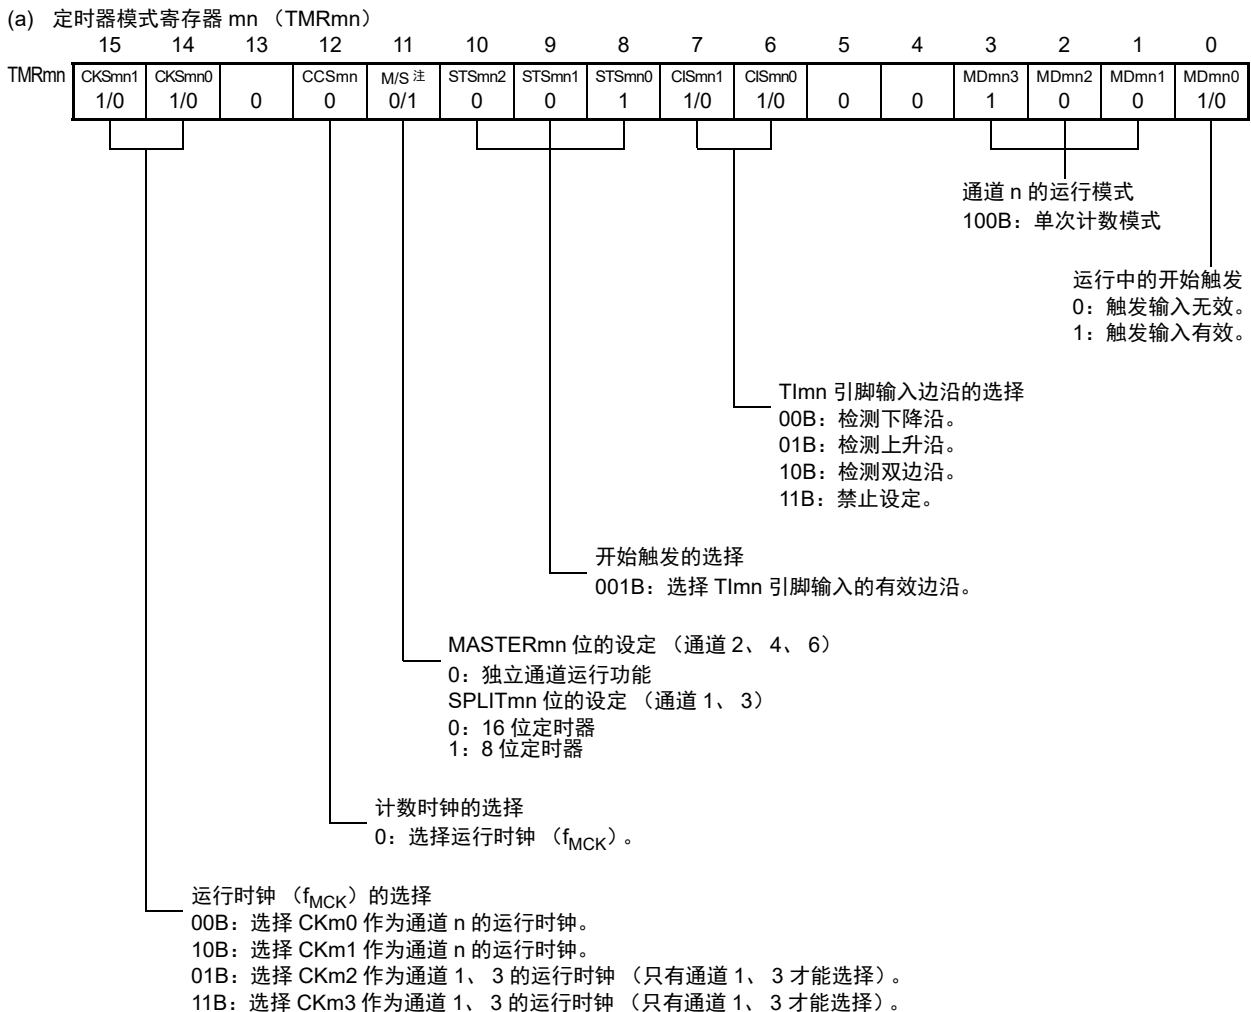 (a) 定时器模式寄存器 mn （TMRmn）
15 14 13 12 11 10 9 8 7 6 5 4 3 2 1 0
TMRmn CKSmn1 CKSmn0 CCSmn M/S 注 STSmn2 STSmn1 STSmn0 CISmn1 CISmn0 MDmn3 MDmn2 MDmn1 MDmn0
1/0 1/0 0 0 0/1 0 0 1 1/0 1/0 0 0 1 0 0 1/0
通道 n 的运行模式
100B：单次计数模式
运行中的开始触发
0：触发输入无效。
1：触发输入有效。
TImn 引脚输入边沿的选择
00B：检测下降沿。
01B：检测上升沿。
10B：检测双边沿。
11B：禁止设定。
开始触发的选择
001B：选择 TImn 引脚输入的有效边沿。
MASTERmn 位的设定 （通道 2、 4、 6）
0：独立通道运行功能
SPLITmn 位的设定 （通道 1、 3）
0：16 位定时器
1：8 位定时器
计数时钟的选择
0：选择运行时钟 （fMCK）。
运行时钟 （fMCK）的选择
00B：选择 CKm0 作为通道 n 的运行时钟。
10B：选择 CKm1 作为通道 n 的运行时钟。
01B：选择 CKm2 作为通道 1、 3 的运行时钟 （只有通道 1、 3 才能选择）。
11B：选择 CKm3 作为通道 1、 3 的运行时钟 （只有通道 1、 3 才能选择）。